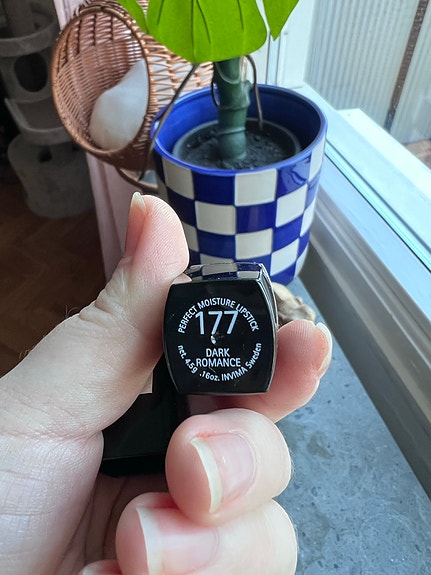 PERFECT MOISTURE LIPSTICK
177
DARK
ROMANCE
net. 4.5g .16oz. INVIMA Sweden